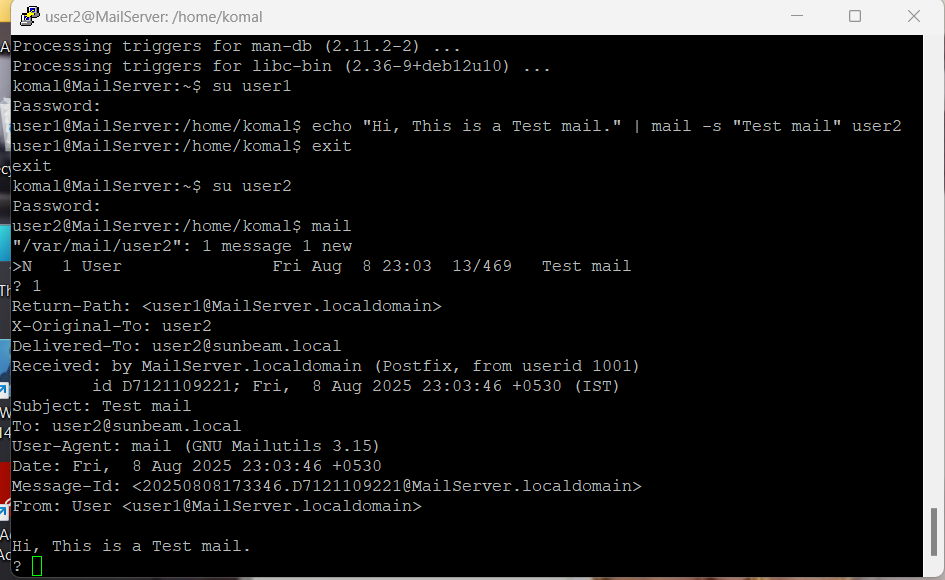 user2@MailServer: /home/komal
Processing triggers for man-db (2.11.2-2) ...
Processing triggers for libc-bin (2.36-9+deb12u10) ...
komal@MailServer:~$ su user1
Password:
user1@MailServer:/home/komal$ echo "Hi, This is a Test mail." | mail -s "Test mail" user2
user1@MailServer:/home/komal$ exit
exit
komal@MailServer:~$ su user2
Password:
user2@MailServer:/home/komal$ mail
"/var/mail/user2": 1 message 1 new
>N   1 User               Fri Aug  8 23:03  13/469   Test mail
? 1
Return-Path: <user1@MailServer.localdomain>
X-Original-To: user2
Delivered-To: user2@sunbeam.local
Received: by MailServer.localdomain (Postfix, from userid 1001)
        id D7121109221; Fri,  8 Aug 2025 23:03:46 +0530 (IST)
Subject: Test mail
To: user2@sunbeam.local
User-Agent: mail (GNU Mailutils 3.15)
Date: Fri,  8 Aug 2025 23:03:46 +0530
Message-Id: <20250808173346.D7121109221@MailServer.localdomain>
From: User <user1@MailServer.localdomain>

Hi, This is a Test mail.
?